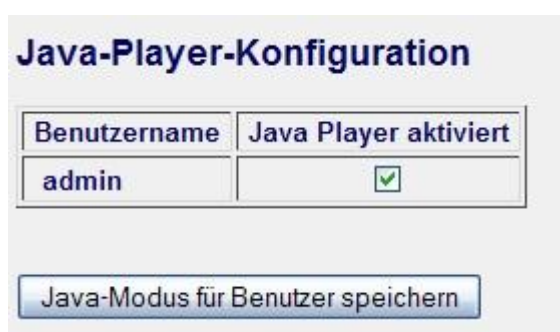 Java-Player-Konfiguration
Benutzername Java Player aktiviert
admin
Java-Modus für Benutzer speichern